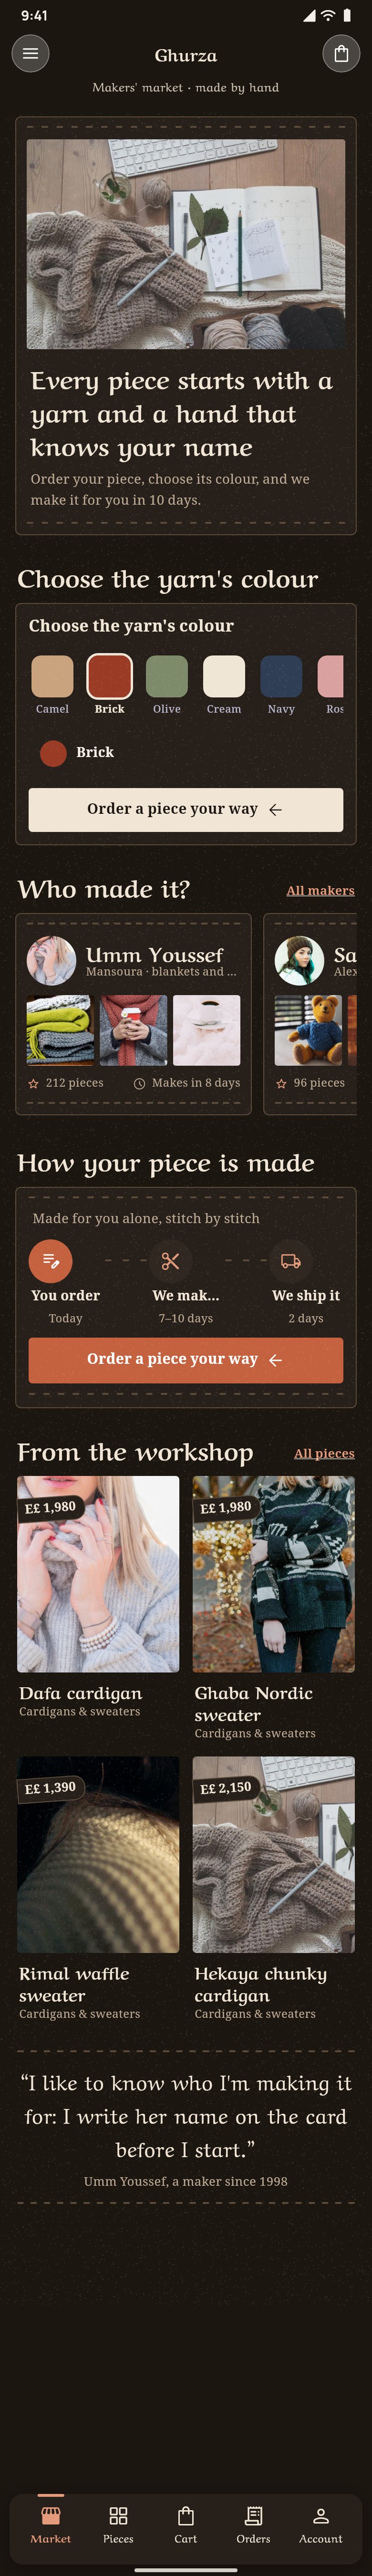 9:41
Ghurza
Makers' market · made by hand
Every piece starts with a
yarn and a hand that
knows your name
Order your piece, choose its colour, and we
make it for you in 10 days.
Choose the yarn's colour
Choose the yarn's colour
Camel
Brick
Olive
Cream
Navy
Ros
Brick
Order a piece your way
Who made it?
All makers
Umm Youssef
Mansoura · blankets and ...
212 pieces
Makes in 8 days
Sa
Alex
96 pieces
How your piece is made
Made for you alone, stitch by stitch
You order
Today
We mak...
7–10 days
We ship it
2 days
Order a piece your way
From the workshop
All pieces
E£ 1,980
Dafa cardigan
Cardigans & sweaters
E£ 1,980
Ghaba Nordic
sweater
Cardigans & sweaters
E£ 1,390
Rimal waffle
sweater
Cardigans & sweaters
E£ 2,150
Hekaya chunky
cardigan
Cardigans & sweaters
“I like to know who I'm making it
for: I write her name on the card
before I start.”
Umm Youssef, a maker since 1998
Market
Pieces
Cart
Orders
Account